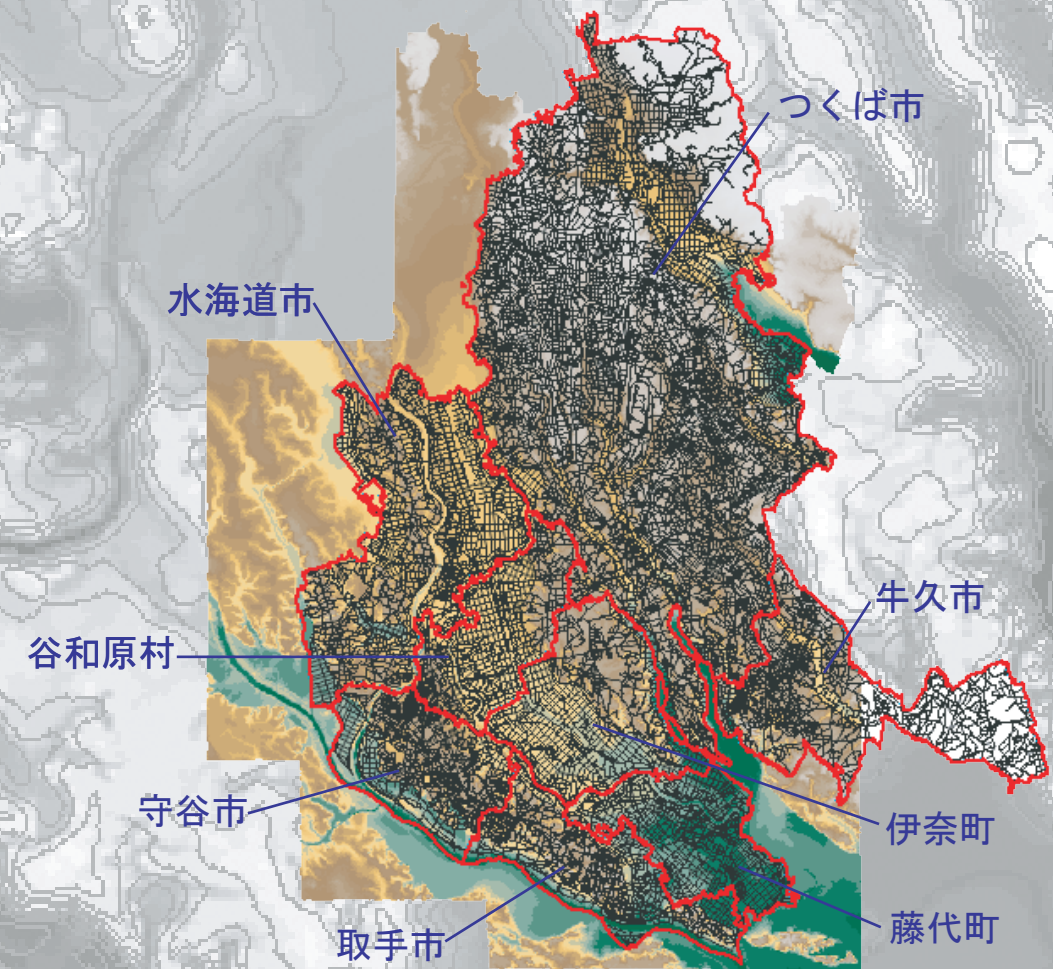 つくば市
水海道市
牛久市
谷和原村
守谷市
伊奈町
藤代町
取手市